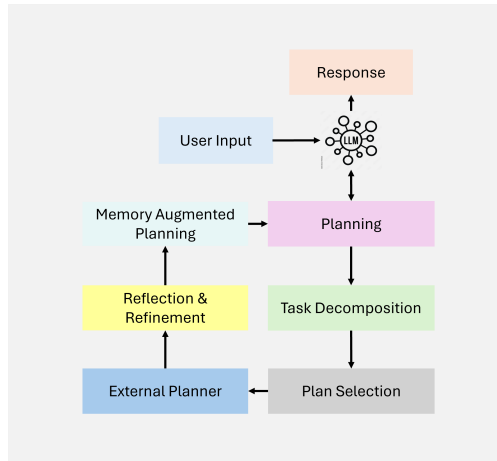 Response
User Input
LLM
Memory Augmented
Planning
Planning
Reflection &
Refinement
Task Decomposition
External Planner
Plan Selection